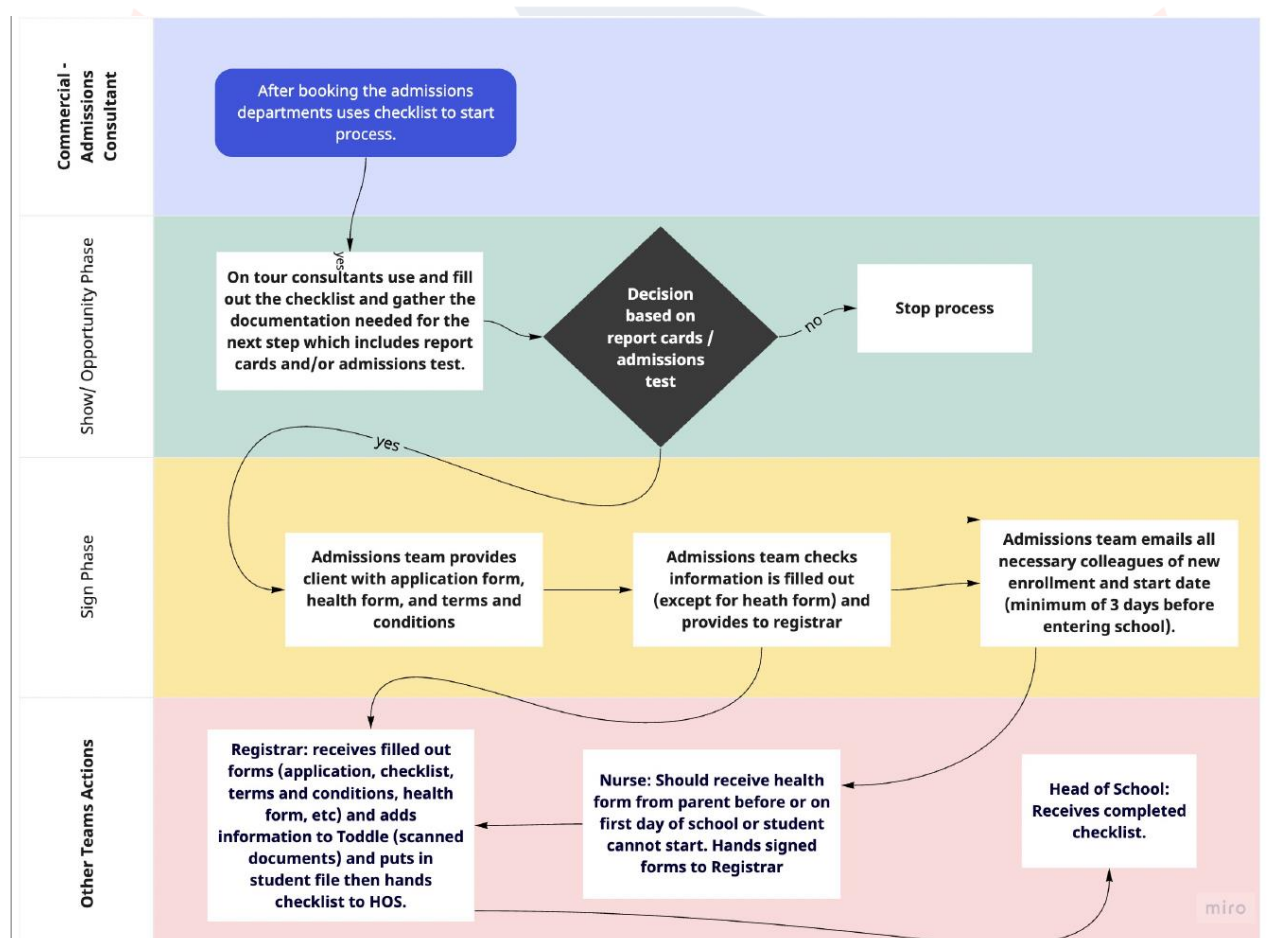 Commercial -
Admissions
Consultant
After booking the admissions
departments uses checklist to start
process.
Show/ Opportunity Phase
yes
On tour consultants use and fill
out the checklist and gather the
documentation needed for the
next step which includes report
cards and/or admissions test.
Decision
based on
report cards /
admissions
test
no
Stop process
yes
Sign Phase
Admissions team provides
client with application form,
health form, and terms and
conditions
Admissions team checks
information is filled out
(except for heath form) and
provides to registrar
Admissions team emails all
necessary colleagues of new
enrollment and start date
(minimum of 3 days before
entering school).
Other Teams Actions
Registrar: receives filled out
forms (application, checklist,
terms and conditions, health
form, etc) and adds
information to Toddle (scanned
documents) and puts in
student file then hands
checklist to HOS.
Nurse: Should receive health
form from parent before or on
first day of school or student
cannot start. Hands signed
forms to Registrar
Head of School:
Receives completed
checklist.
miro